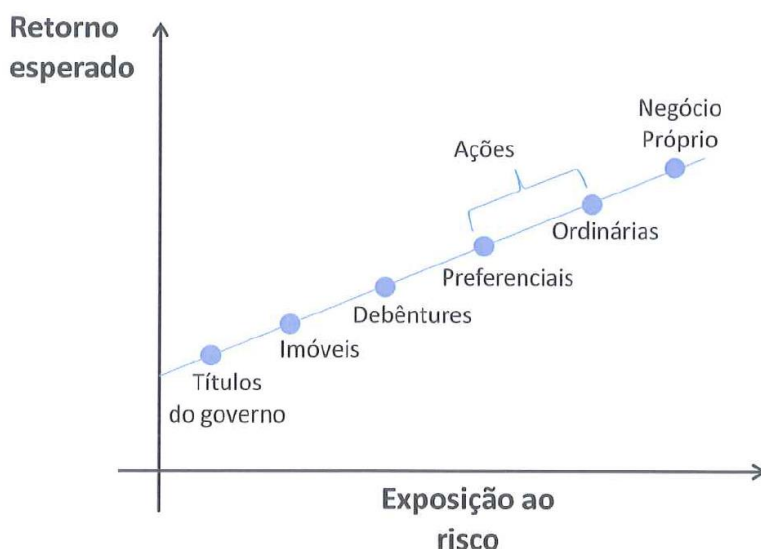 Retorno
esperado
Negócio
Próprio
Ações
Ordinárias
Preferenciais
Debêntures
Imóveis
Títulos
do governo
Exposição ao
risco